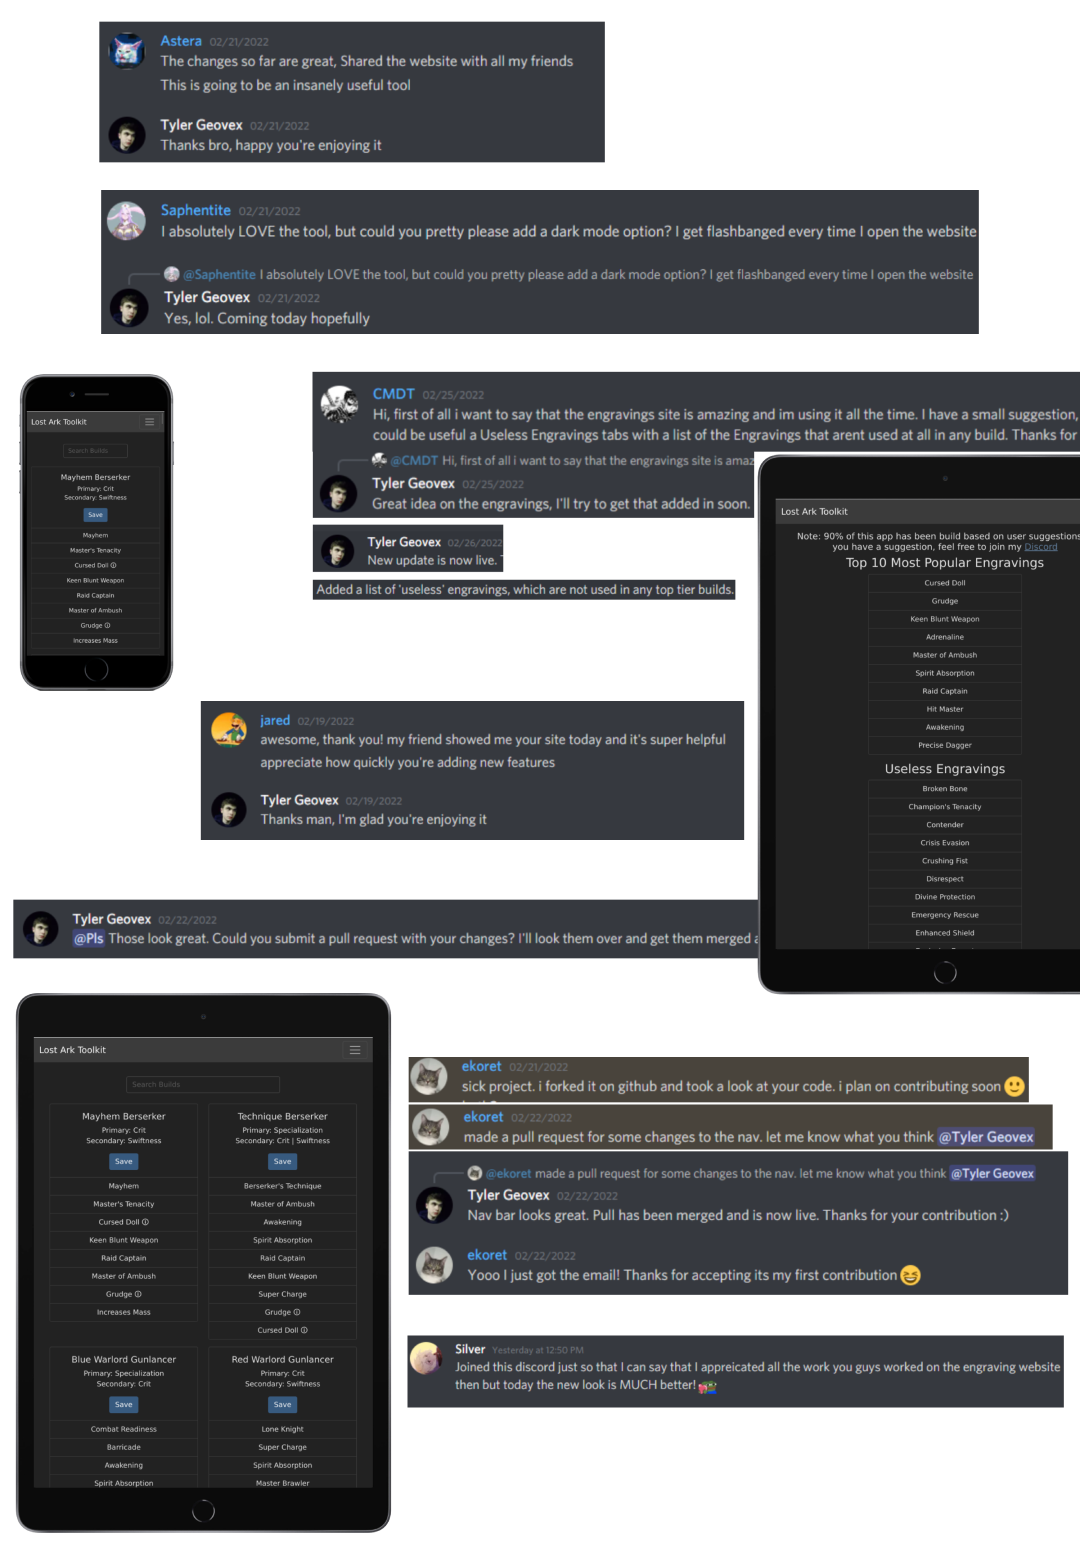 Astera 02/21/2022
The changes so far are great, Shared the website with all my friends
This is going to be an insanely useful tool
Tyler Geovex 02/21/2022
Thanks bro, happy you're enjoying it
Saphentite 02/21/2022
I absolutely LOVE the tool, but could you pretty please add a dark mode option? I get flashbanged every time I open the website
@Saphentite I absolutely LOVE the tool, but could you pretty please add a dark mode option? I get flashbanged every time I open the website
Tyler Geovex 02/21/2022
Yes, lol. Coming today hopefully
CMDT 02/25/2022
Hi, first of all i want to say that the engravings site is amazing and im using it all the time. I have a small suggestion,
could be useful a Useless Engravings tabs with a list of the Engravings that arent used at all in any build. Thanks for
@CMDT Hi, first of all i want to say that the engravings site is amaz
Tyler Geovex 02/25/2022
Great idea on the engravings, I'll try to get that added in soon.
Tyler Geovex 02/26/2022
New update is now live.
Added a list of 'useless' engravings, which are not used in any top tier builds.
Lost Ark Toolkit
Search Builds
Mayhem Berserker
Primary: Crit
Secondary: Swiftness
Save
Mayhem
Master's Tenacity
Cursed Doll ⓘ
Keen Blunt Weapon
Raid Captain
Master of Ambush
Grudge ⓘ
Increases Mass
Lost Ark Toolkit
Note: 90% of this app has been build based on user suggestions
you have a suggestion, feel free to join my Discord
Top 10 Most Popular Engravings
Cursed Doll
Grudge
Keen Blunt Weapon
Adrenaline
Master of Ambush
Spirit Absorption
Raid Captain
Hit Master
Awakening
Precise Dagger
Useless Engravings
Broken Bone
Champion's Tenacity
Contender
Crisis Evasion
Crushing Fist
Disrespect
Divine Protection
Emergency Rescue
Enhanced Shield
jared 02/19/2022
awesome, thank you! my friend showed me your site today and it's super helpful
appreciate how quickly you're adding new features
Tyler Geovex 02/19/2022
Thanks man, I'm glad you're enjoying it
Tyler Geovex 02/22/2022
@Pls Those look great. Could you submit a pull request with your changes? I'll look them over and get them merged a
Lost Ark Toolkit
Search Builds
Mayhem Berserker
Primary: Crit
Secondary: Swiftness
Save
Mayhem
Master's Tenacity
Cursed Doll ⓘ
Keen Blunt Weapon
Raid Captain
Master of Ambush
Grudge ⓘ
Increases Mass
Technique Berserker
Primary: Specialization
Secondary: Crit | Swiftness
Save
Berserker's Technique
Master of Ambush
Awakening
Spirit Absorption
Raid Captain
Keen Blunt Weapon
Super Charge
Grudge ⓘ
Cursed Doll ⓘ
Blue Warlord Gunlancer
Primary: Specialization
Secondary: Crit
Save
Combat Readiness
Barricade
Awakening
Spirit Absorption
Red Warlord Gunlancer
Primary: Crit
Secondary: Swiftness
Save
Lone Knight
Super Charge
Spirit Absorption
Master Brawler
ekoret 02/21/2022
sick project. i forked it on github and took a look at your code. i plan on contributing soon 🙂
ekoret 02/22/2022
made a pull request for some changes to the nav. let me know what you think @Tyler Geovex
@ekoret made a pull request for some changes to the nav. let me know what you think @Tyler Geovex
Tyler Geovex 02/22/2022
Nav bar looks great. Pull has been merged and is now live. Thanks for your contribution :)
ekoret 02/22/2022
Yooo I just got the email! Thanks for accepting its my first contribution 😆
Silver Yesterday at 12:50 PM
Joined this discord just so that I can say that I appreicated all the work you guys worked on the engraving website
then but today the new look is MUCH better!